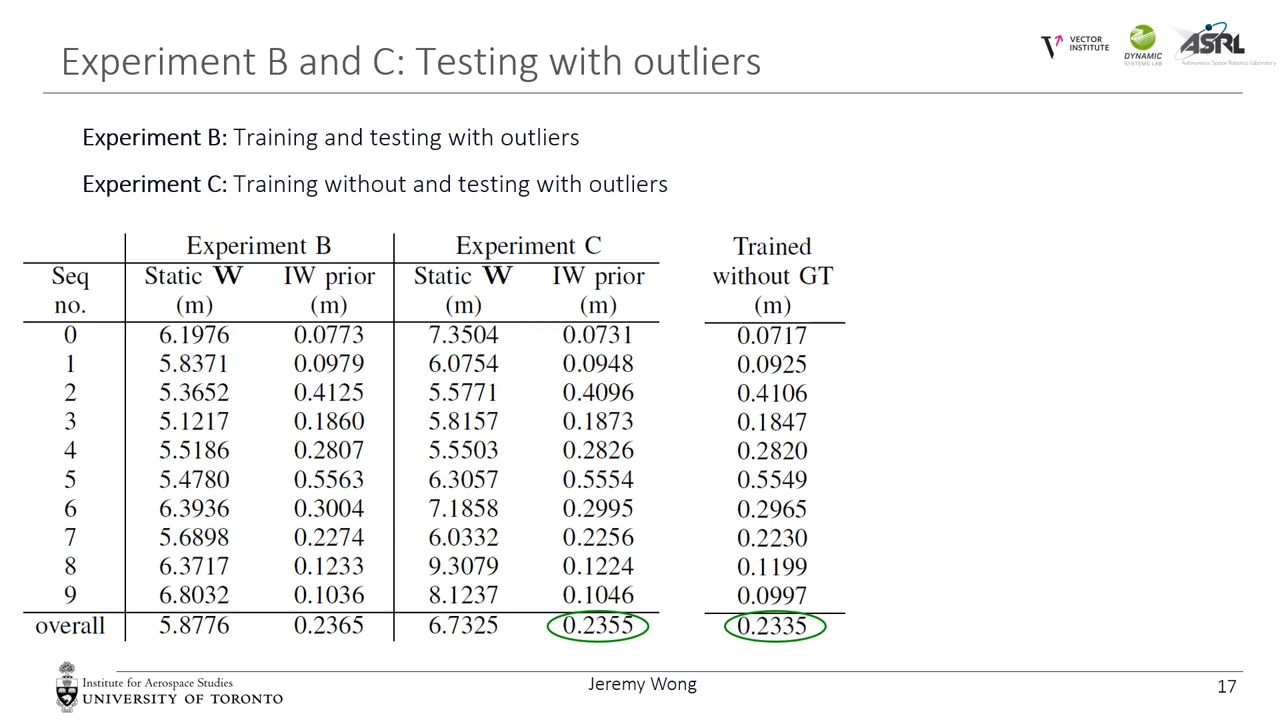 Experiment B and C: Testing with outliers
VECTOR INSTITUTE
DYNAMIC SYSTEMS LAB
ASRL
Autonomous Space Robotics Laboratory
Experiment B: Training and testing with outliers
Experiment C: Training without and testing with outliers
Experiment B Experiment C Trained
Seq Static W IW prior Static W IW prior without GT
no. (m) (m) (m) (m) (m)
0 6.1976 0.0773 7.3504 0.0731 0.0717
1 5.8371 0.0979 6.0754 0.0948 0.0925
2 5.3652 0.4125 5.5771 0.4096 0.4106
3 5.1217 0.1860 5.8157 0.1873 0.1847
4 5.5186 0.2807 5.5503 0.2826 0.2820
5 5.4780 0.5563 6.3057 0.5554 0.5549
6 6.3936 0.3004 7.1858 0.2995 0.2965
7 5.6898 0.2274 6.0332 0.2256 0.2230
8 6.3717 0.1233 9.3079 0.1224 0.1199
9 6.8032 0.1036 8.1237 0.1046 0.0997
overall 5.8776 0.2365 6.7325 0.2355 0.2335
Institute for Aerospace Studies
UNIVERSITY OF TORONTO
Jeremy Wong
17